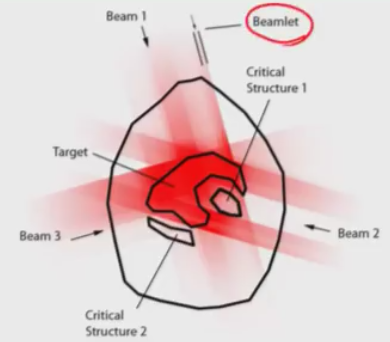 Beam 1
Beamlet
Critical
Structure 1
Target
Beam 3
Beam 2
Critical
Structure 2